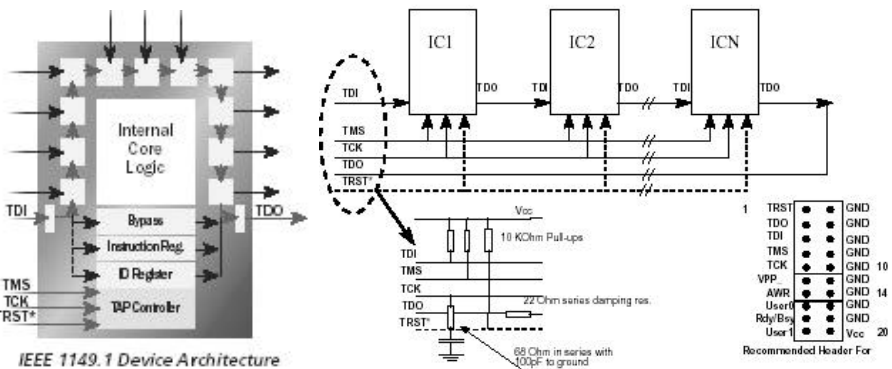 Internal
Core
Logic
TDI
TDO
Bypass
Instruction Reg.
ID Register
TMS
TCK
TRST*
TAP Controller
IEEE 1149.1 Device Architecture
IC1
IC2
ICN
TDI
TDO
TDI
TDO
TDI
TDO
TMS
TCK
TDO
TRST*
Vcc
10 KOhm Pull-ups
TDI
TMS
TCK
TDO
22 Ohm series damping res.
TRST*
68 Ohm in series with
100pF to ground
1 TRST GND
TDO GND
TDI GND
TMS GND
TCK GND 10
VPP_ GND
AWR GND 14
User0 GND
Rdy/Bsy GND
User1 Vcc 20
Recommended Header For